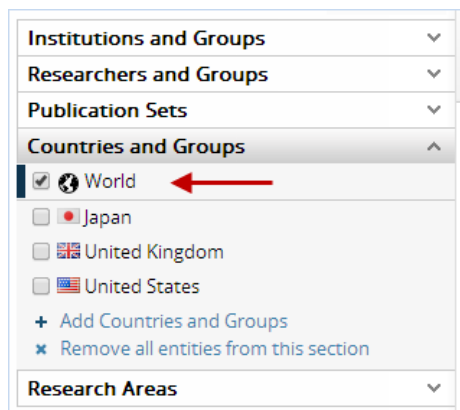 Institutions and Groups
Researchers and Groups
Publication Sets
Countries and Groups
World
Japan
United Kingdom
United States
+ Add Countries and Groups
× Remove all entities from this section
Research Areas